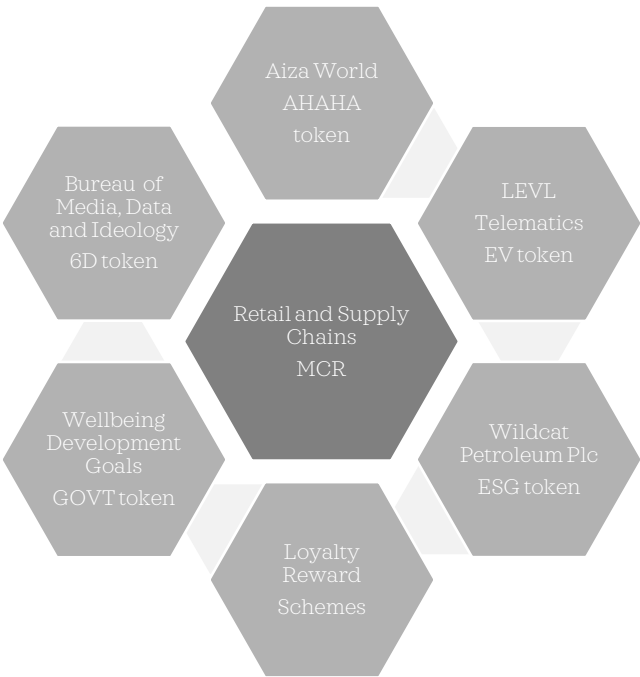 Aiza World
AHAHA
token
Bureau of
Media, Data
and Ideology
6D token
LEVL
Telematics
EV token
Retail and Supply
Chains
MCR
Wellbeing
Development
Goals
GOVT token
Wildcat
Petroleum Plc
ESG token
Loyalty
Reward
Schemes